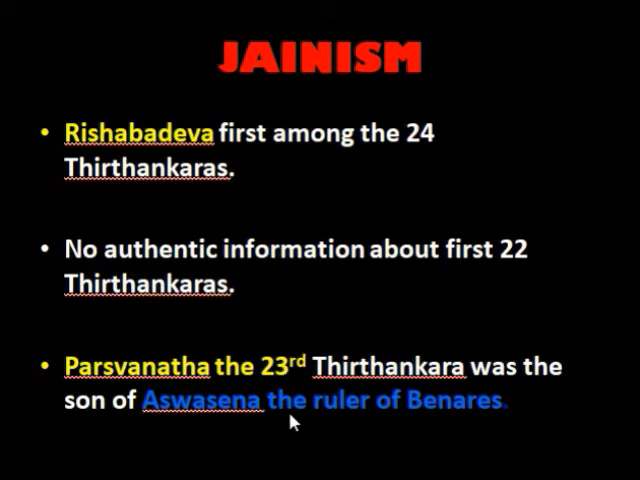 JAINISM
• Rishabadeva first among the 24
Thirthankaras.
• No authentic information about first 22
Thirthankaras.
• Parsvanatha the 23rd Thirthankara was the
son of Aswasena the ruler of Benares.